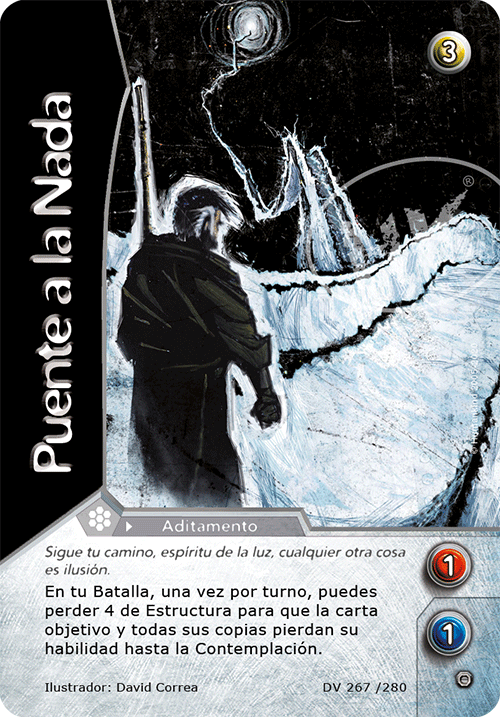 3
Puente a la Nada
Aditamento
Sigue tu camino, espíritu de la luz, cualquier otra cosa
es ilusión.
En tu Batalla, una vez por turno, puedes
perder 4 de Estructura para que la carta
objetivo y todas sus copias pierdan su
habilidad hasta la Contemplación.
1
1
Ilustrador: David Correa
DV 267 /280